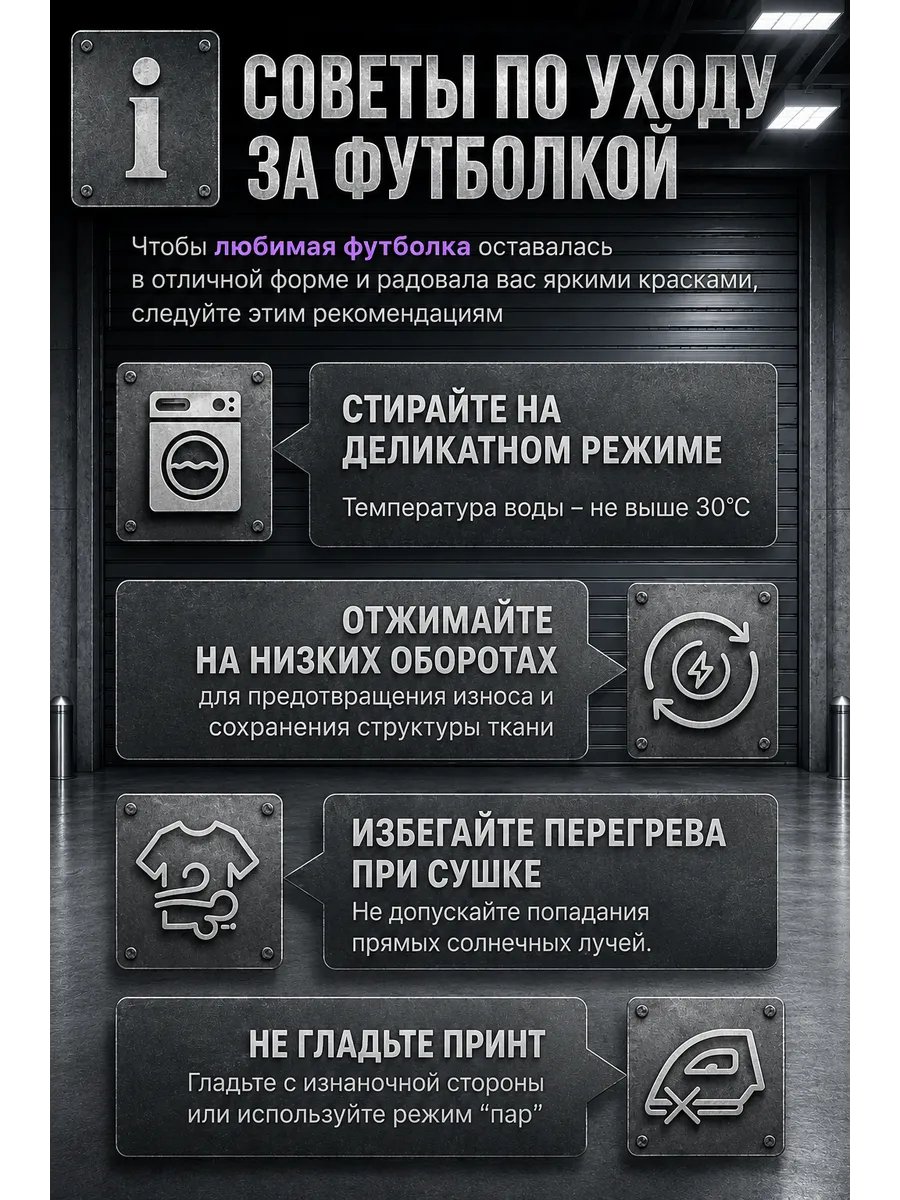 СОВЕТЫ ПО УХОДУ
ЗА ФУТБОЛКОЙ
Чтобы любимая футболка оставалась
в отличной форме и радовала вас яркими красками,
следуйте этим рекомендациям
СТИРАЙТЕ НА
ДЕЛИКАТНОМ РЕЖИМЕ
Температура воды – не выше 30°C
ОТЖИМАЙТЕ
НА НИЗКИХ ОБОРОТАХ
для предотвращения износа и
сохранения структуры ткани
ИЗБЕГАЙТЕ ПЕРЕГРЕВА
ПРИ СУШКЕ
Не допускайте попадания
прямых солнечных лучей.
НЕ ГЛАДЬТЕ ПРИНТ
Гладьте с изнаночной стороны
или используйте режим “пар”